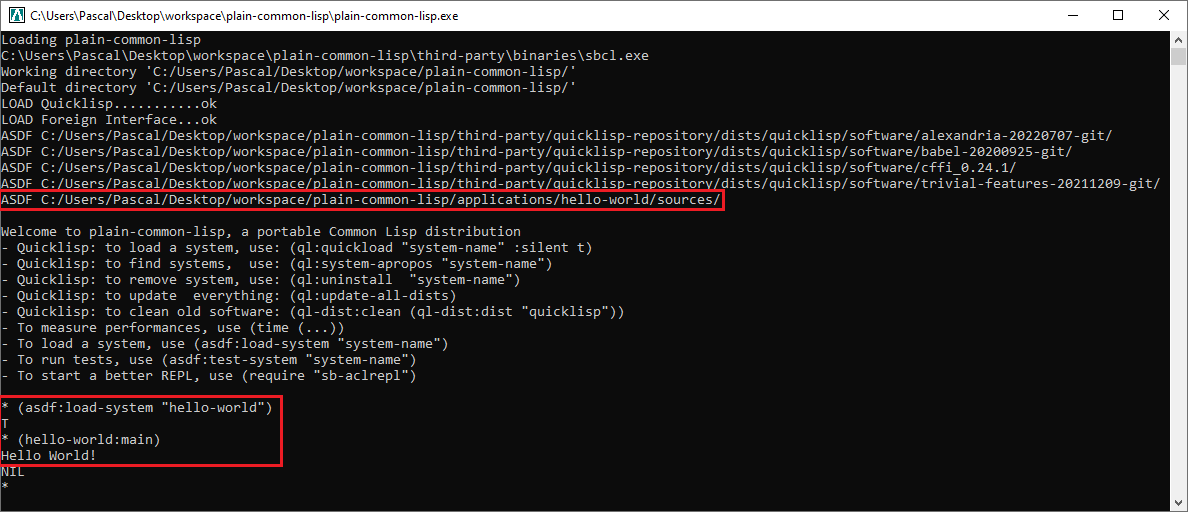 C:\Users\Pascal\Desktop\workspace\plain-common-lisp\plain-common-lisp.exe
Loading plain-common-lisp
C:\Users\Pascal\Desktop\workspace\plain-common-lisp\third-party\binaries\sbcl.exe
Working directory 'C:/Users/Pascal/Desktop/workspace/plain-common-lisp/'
Default directory 'C:/Users/Pascal/Desktop/workspace/plain-common-lisp/'
LOAD Quicklisp...........ok
LOAD Foreign Interface...ok
ASDF C:/Users/Pascal/Desktop/workspace/plain-common-lisp/third-party/quicklisp-repository/dists/quicklisp/software/alexandria-20220707-git/
ASDF C:/Users/Pascal/Desktop/workspace/plain-common-lisp/third-party/quicklisp-repository/dists/quicklisp/software/babel-20200925-git/
ASDF C:/Users/Pascal/Desktop/workspace/plain-common-lisp/third-party/quicklisp-repository/dists/quicklisp/software/cffi_0.24.1/
ASDF C:/Users/Pascal/Desktop/workspace/plain-common-lisp/third-party/quicklisp-repository/dists/quicklisp/software/trivial-features-20211209-git/
ASDF C:/Users/Pascal/Desktop/workspace/plain-common-lisp/applications/hello-world/sources/
Welcome to plain-common-lisp, a portable Common Lisp distribution
- Quicklisp: to load a system, use: (ql:quickload "system-name" :silent t)
- Quicklisp: to find systems,  use: (ql:system-apropos "system-name")
- Quicklisp: to remove system, use: (ql:uninstall  "system-name")
- Quicklisp: to update  everything: (ql:update-all-dists)
- Quicklisp: to clean old software: (ql-dist:clean (ql-dist:dist "quicklisp"))
- To measure performances, use (time (...))
- To load a system, use (asdf:load-system "system-name")
- To run tests, use (asdf:test-system "system-name")
- To start a better REPL, use (require "sb-aclrepl")
* (asdf:load-system "hello-world")
T
* (hello-world:main)
Hello World!
NIL
*